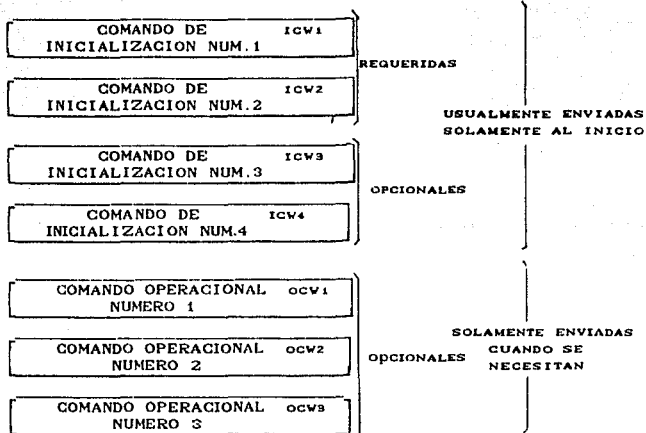 COMANDO DE ICW1
INICIALIZACION NUM.1
REQUERIDAS
COMANDO DE ICW2
INICIALIZACION NUM.2
USUALMENTE ENVIADAS
SOLAMENTE AL INICIO
COMANDO DE ICW3
INICIALIZACION NUM.3
OPCIONALES
COMANDO DE ICW4
INICIALIZACION NUM.4
COMANDO OPERACIONAL OCW1
NUMERO 1
SOLAMENTE ENVIADAS
CUANDO SE
NECESITAN
COMANDO OPERACIONAL OCW2
NUMERO 2
OPCIONALES
COMANDO OPERACIONAL OCW3
NUMERO 3